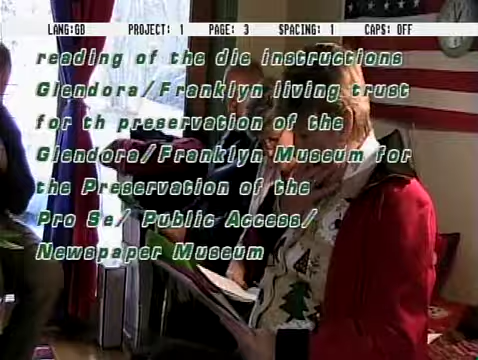 LANG:GD PROJECT: 1 PAGE: 3 SPACING: 1 CAPS: OFF
reading of the die instructions
Glendora/Franklyn living trust
for th preservation of the
Glendora/Franklyn Museum for
the Preservation of the
Pro Se/ Public Access/
Newspaper Museum